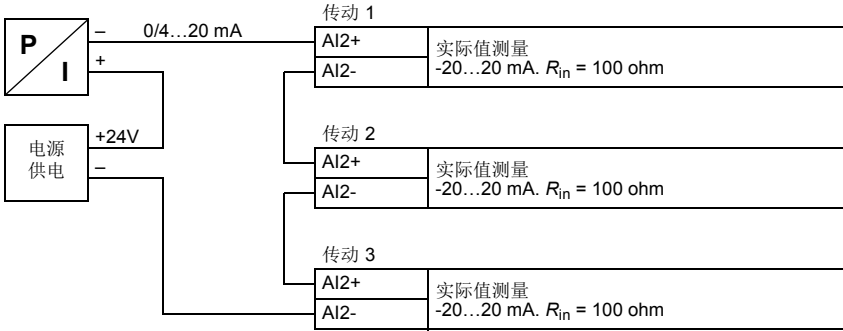 传动 1
P
I
–
0/4…20 mA
+
AI2+
AI2-
实际值测量
-20…20 mA. Rin = 100 ohm
电源
供电
+24V
–
传动 2
AI2+
AI2-
实际值测量
-20…20 mA. Rin = 100 ohm
传动 3
AI2+
AI2-
实际值测量
-20…20 mA. Rin = 100 ohm